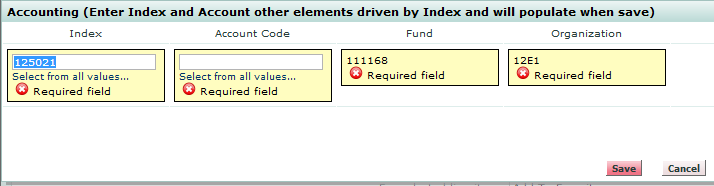 Accounting (Enter Index and Account other elements driven by Index and will populate when save)
Index Account Code Fund Organization
125021 111168 12E1
Select from all values... Select from all values... Required field Required field
Required field Required field
Save Cancel